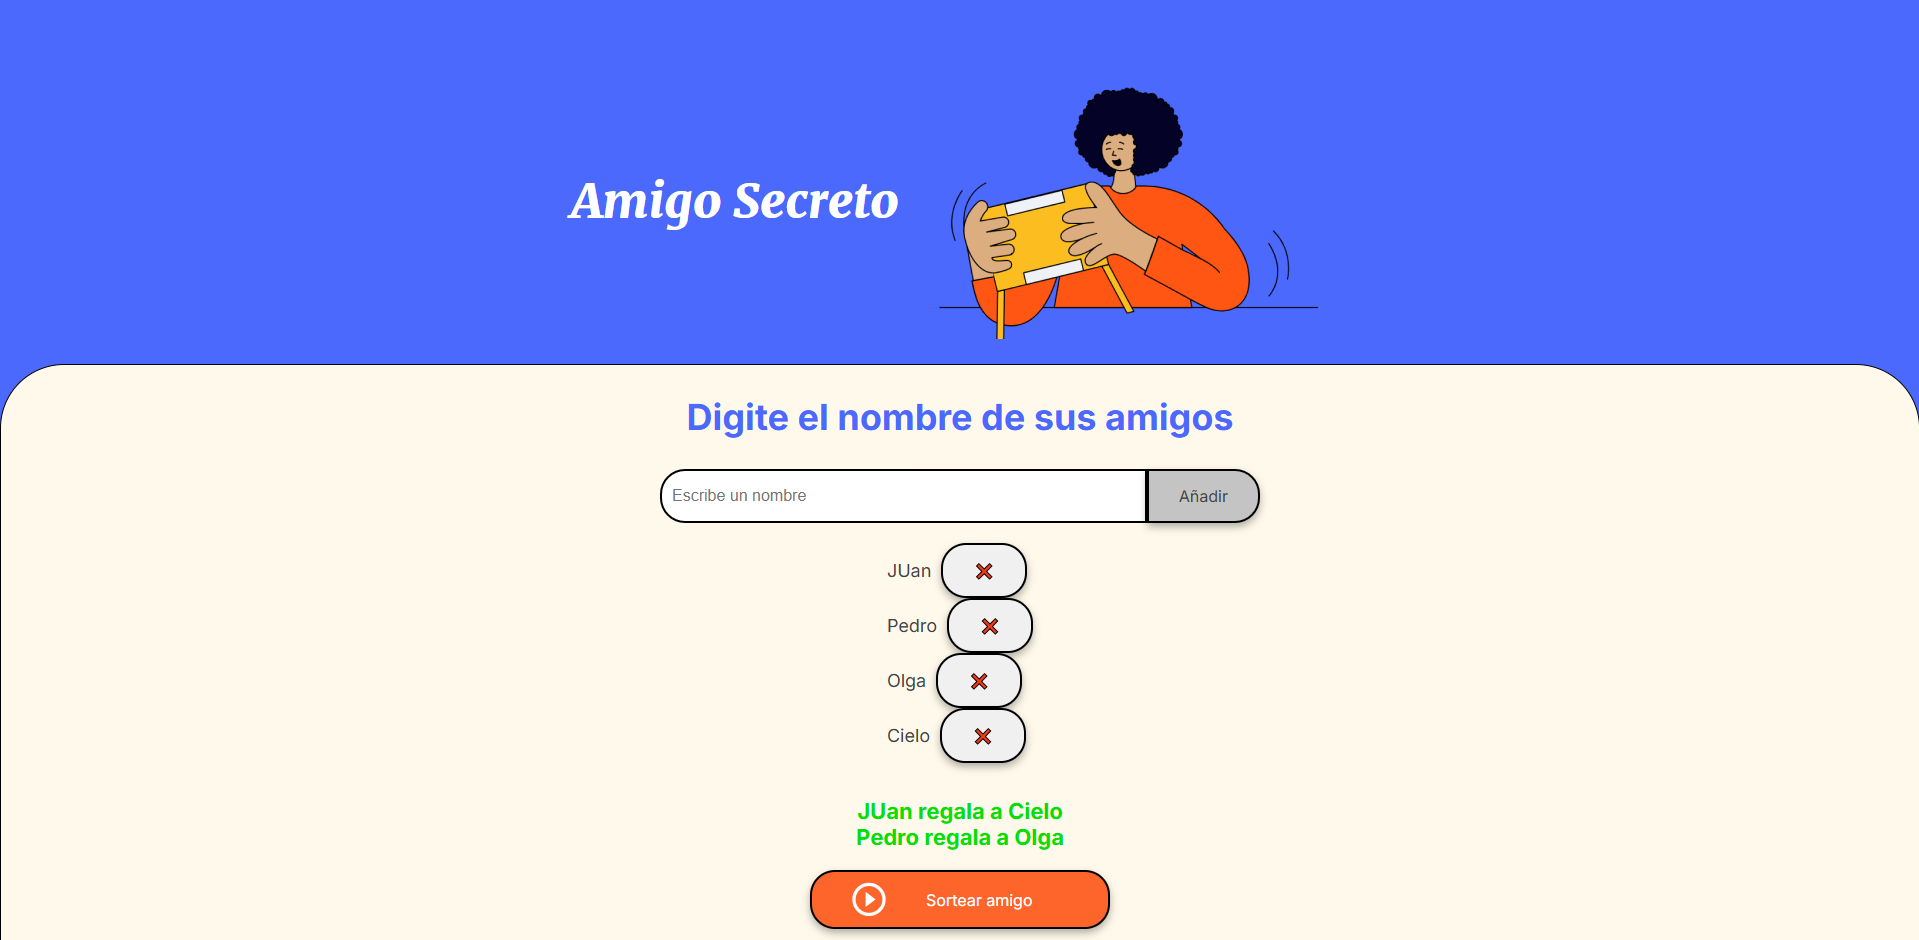 Amigo Secreto
Digite el nombre de sus amigos
Escribe un nombre
Añadir
JUan
Pedro
Olga
Cielo
JUan regala a Cielo
Pedro regala a Olga
Sortear amigo